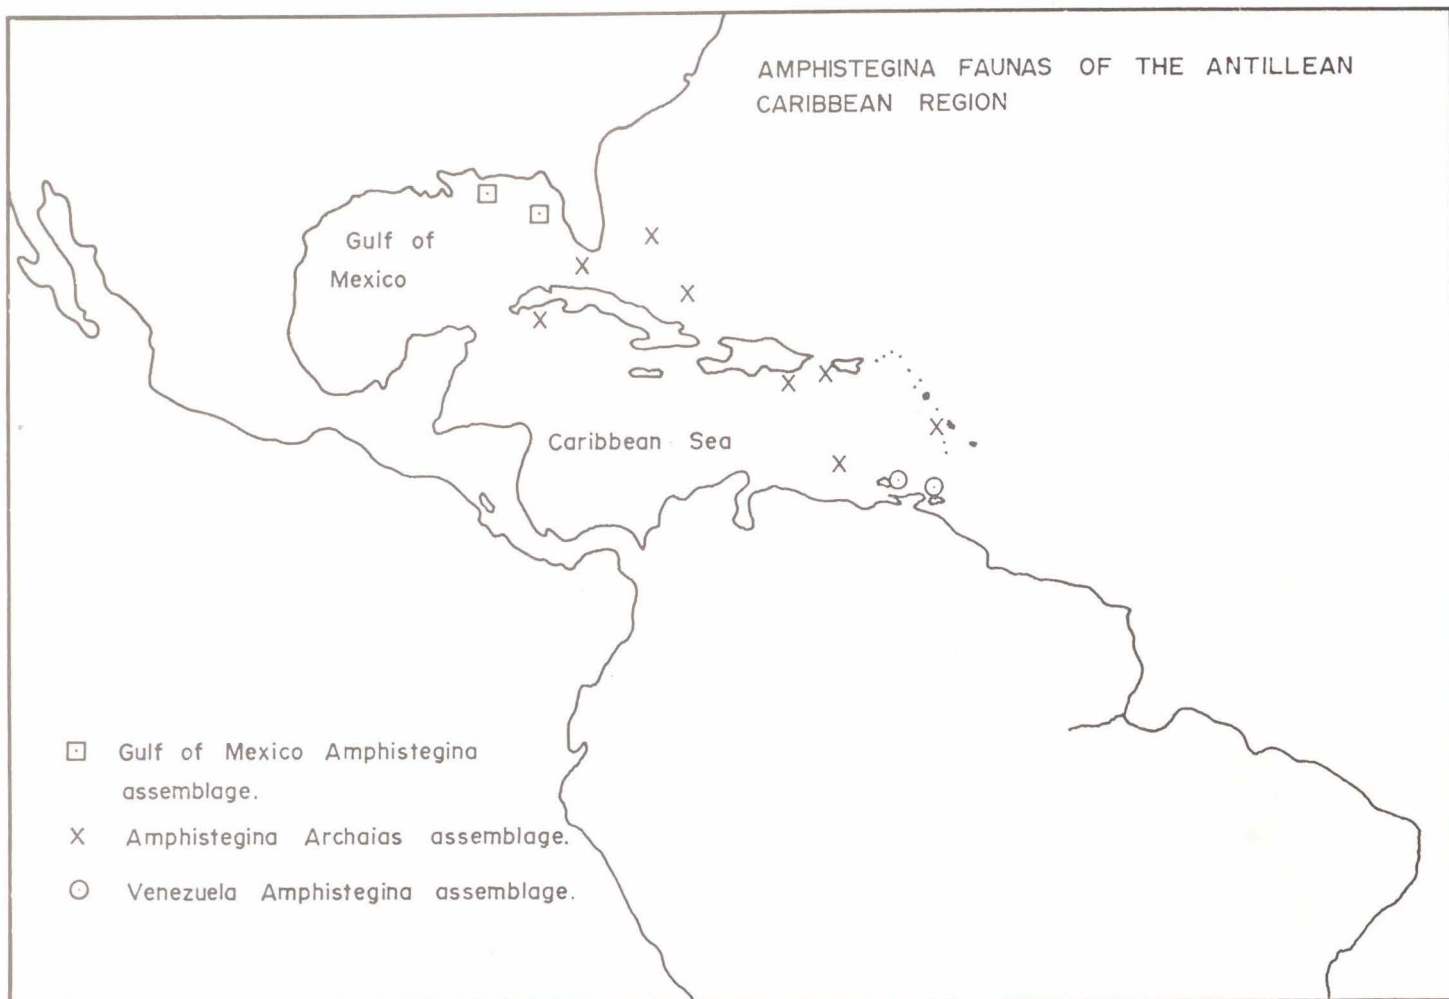 AMPHISTEGINA FAUNAS OF THE ANTILLEAN
CARIBBEAN REGION
Gulf of
Mexico
Caribbean Sea
Gulf of Mexico Amphistegina
assemblage.
X Amphistegina Archaias assemblage.
Venezuela Amphistegina assemblage.